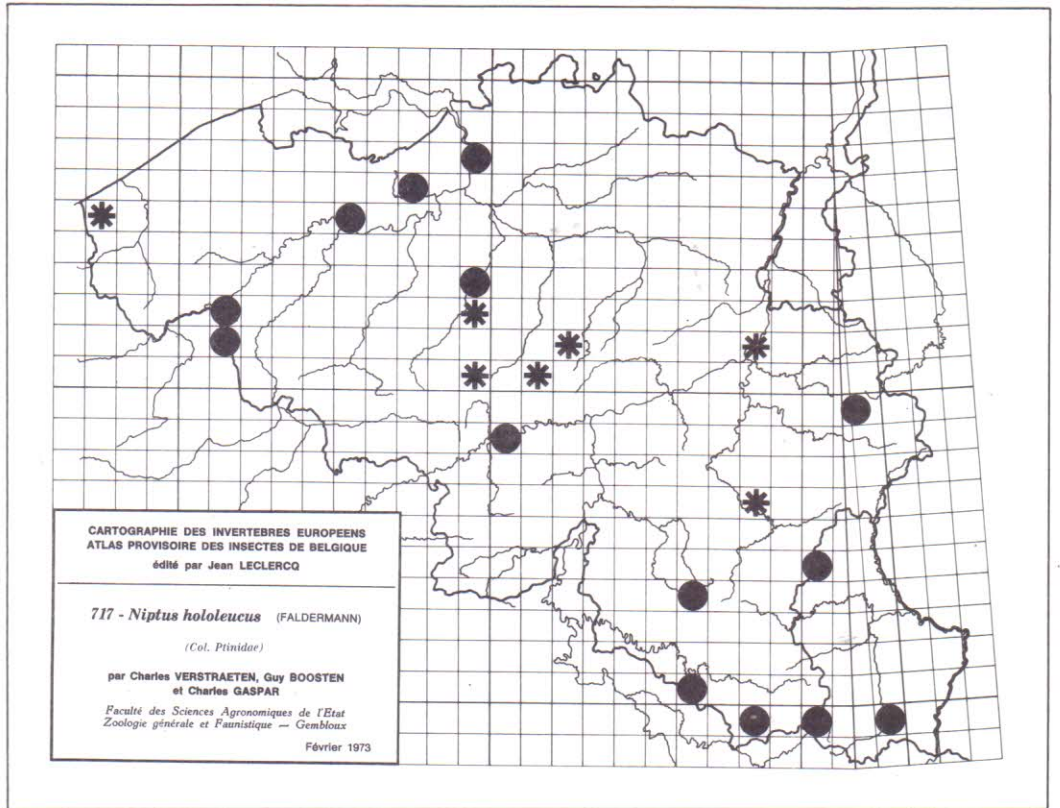 CARTOGRAPHIE DES INVERTEBRES EUROPEENS
ATLAS PROVISOIRE DES INSECTES DE BELGIQUE
édité par Jean LECLERCQ
717 - Niptus hololeucus (FALDERMANN)
(Col. Ptinidae)
par Charles VERSTRAETEN, Guy BOOSTEN
et Charles GASPAR
Faculté des Sciences Agronomiques de l'Etat
Zoologie générale et Faunistique — Gembloux
Février 1973